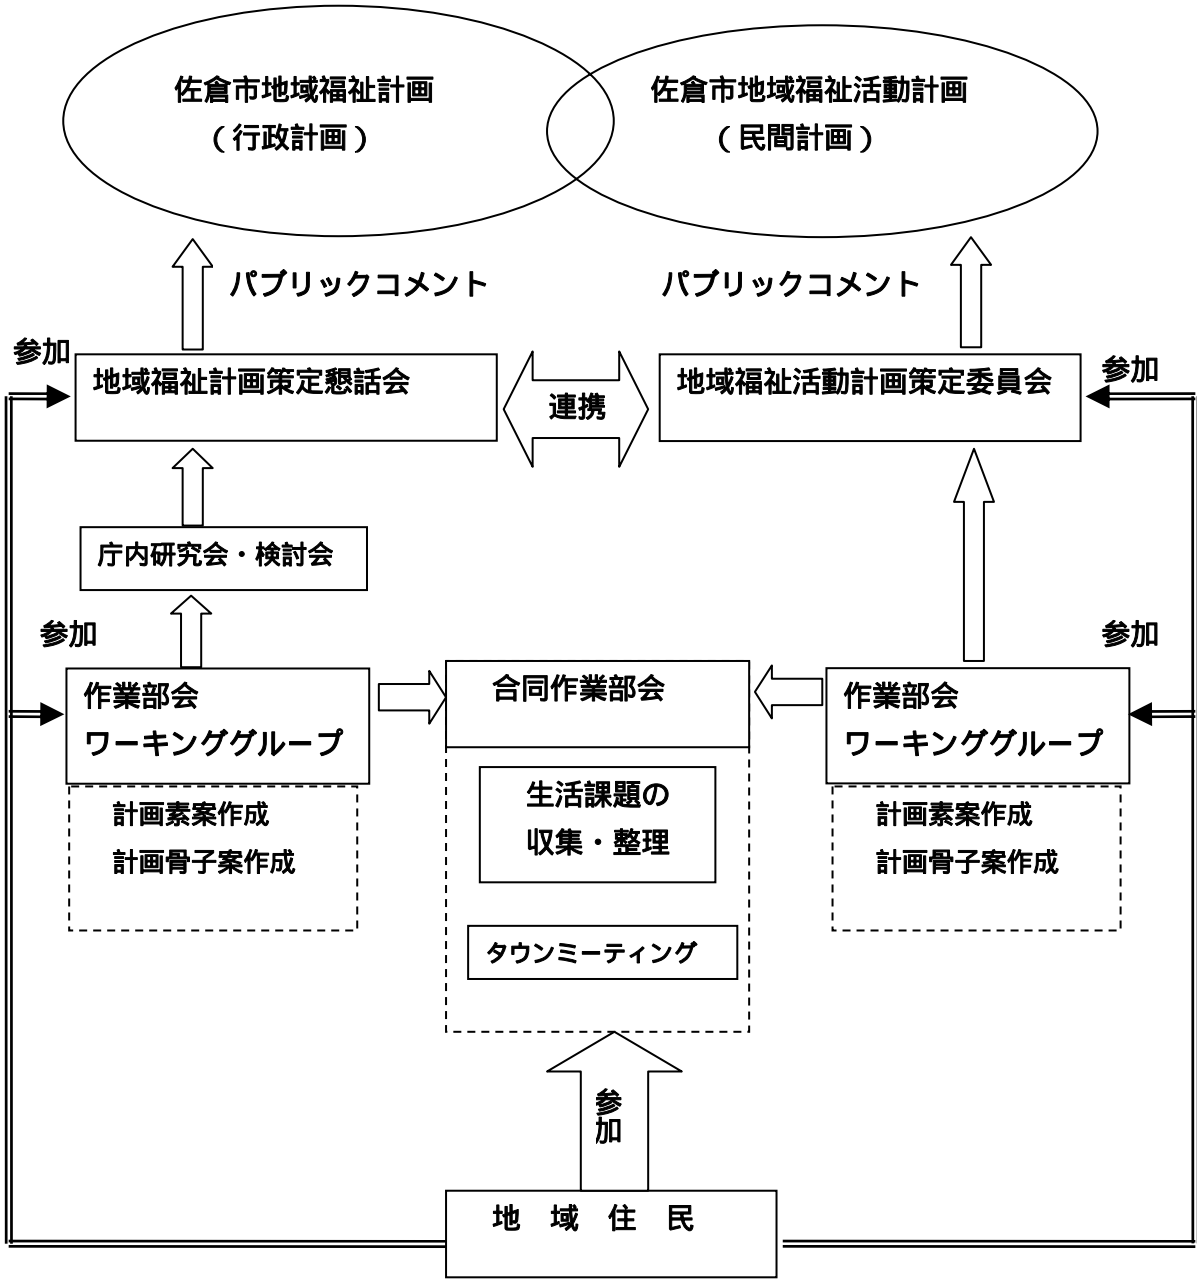 佐倉市地域福祉計画
（行政計画）
佐倉市地域福祉活動計画
（民間計画）
パブリックコメント
パブリックコメント
参加
地域福祉計画策定懇話会
連携
地域福祉活動計画策定委員会
参加
庁内研究会・検討会
参加
参加
作業部会
ワーキンググループ
合同作業部会
作業部会
ワーキンググループ
計画素案作成
計画骨子案作成
生活課題の
収集・整理
計画素案作成
計画骨子案作成
タウンミーティング
参加
地　域　住　民